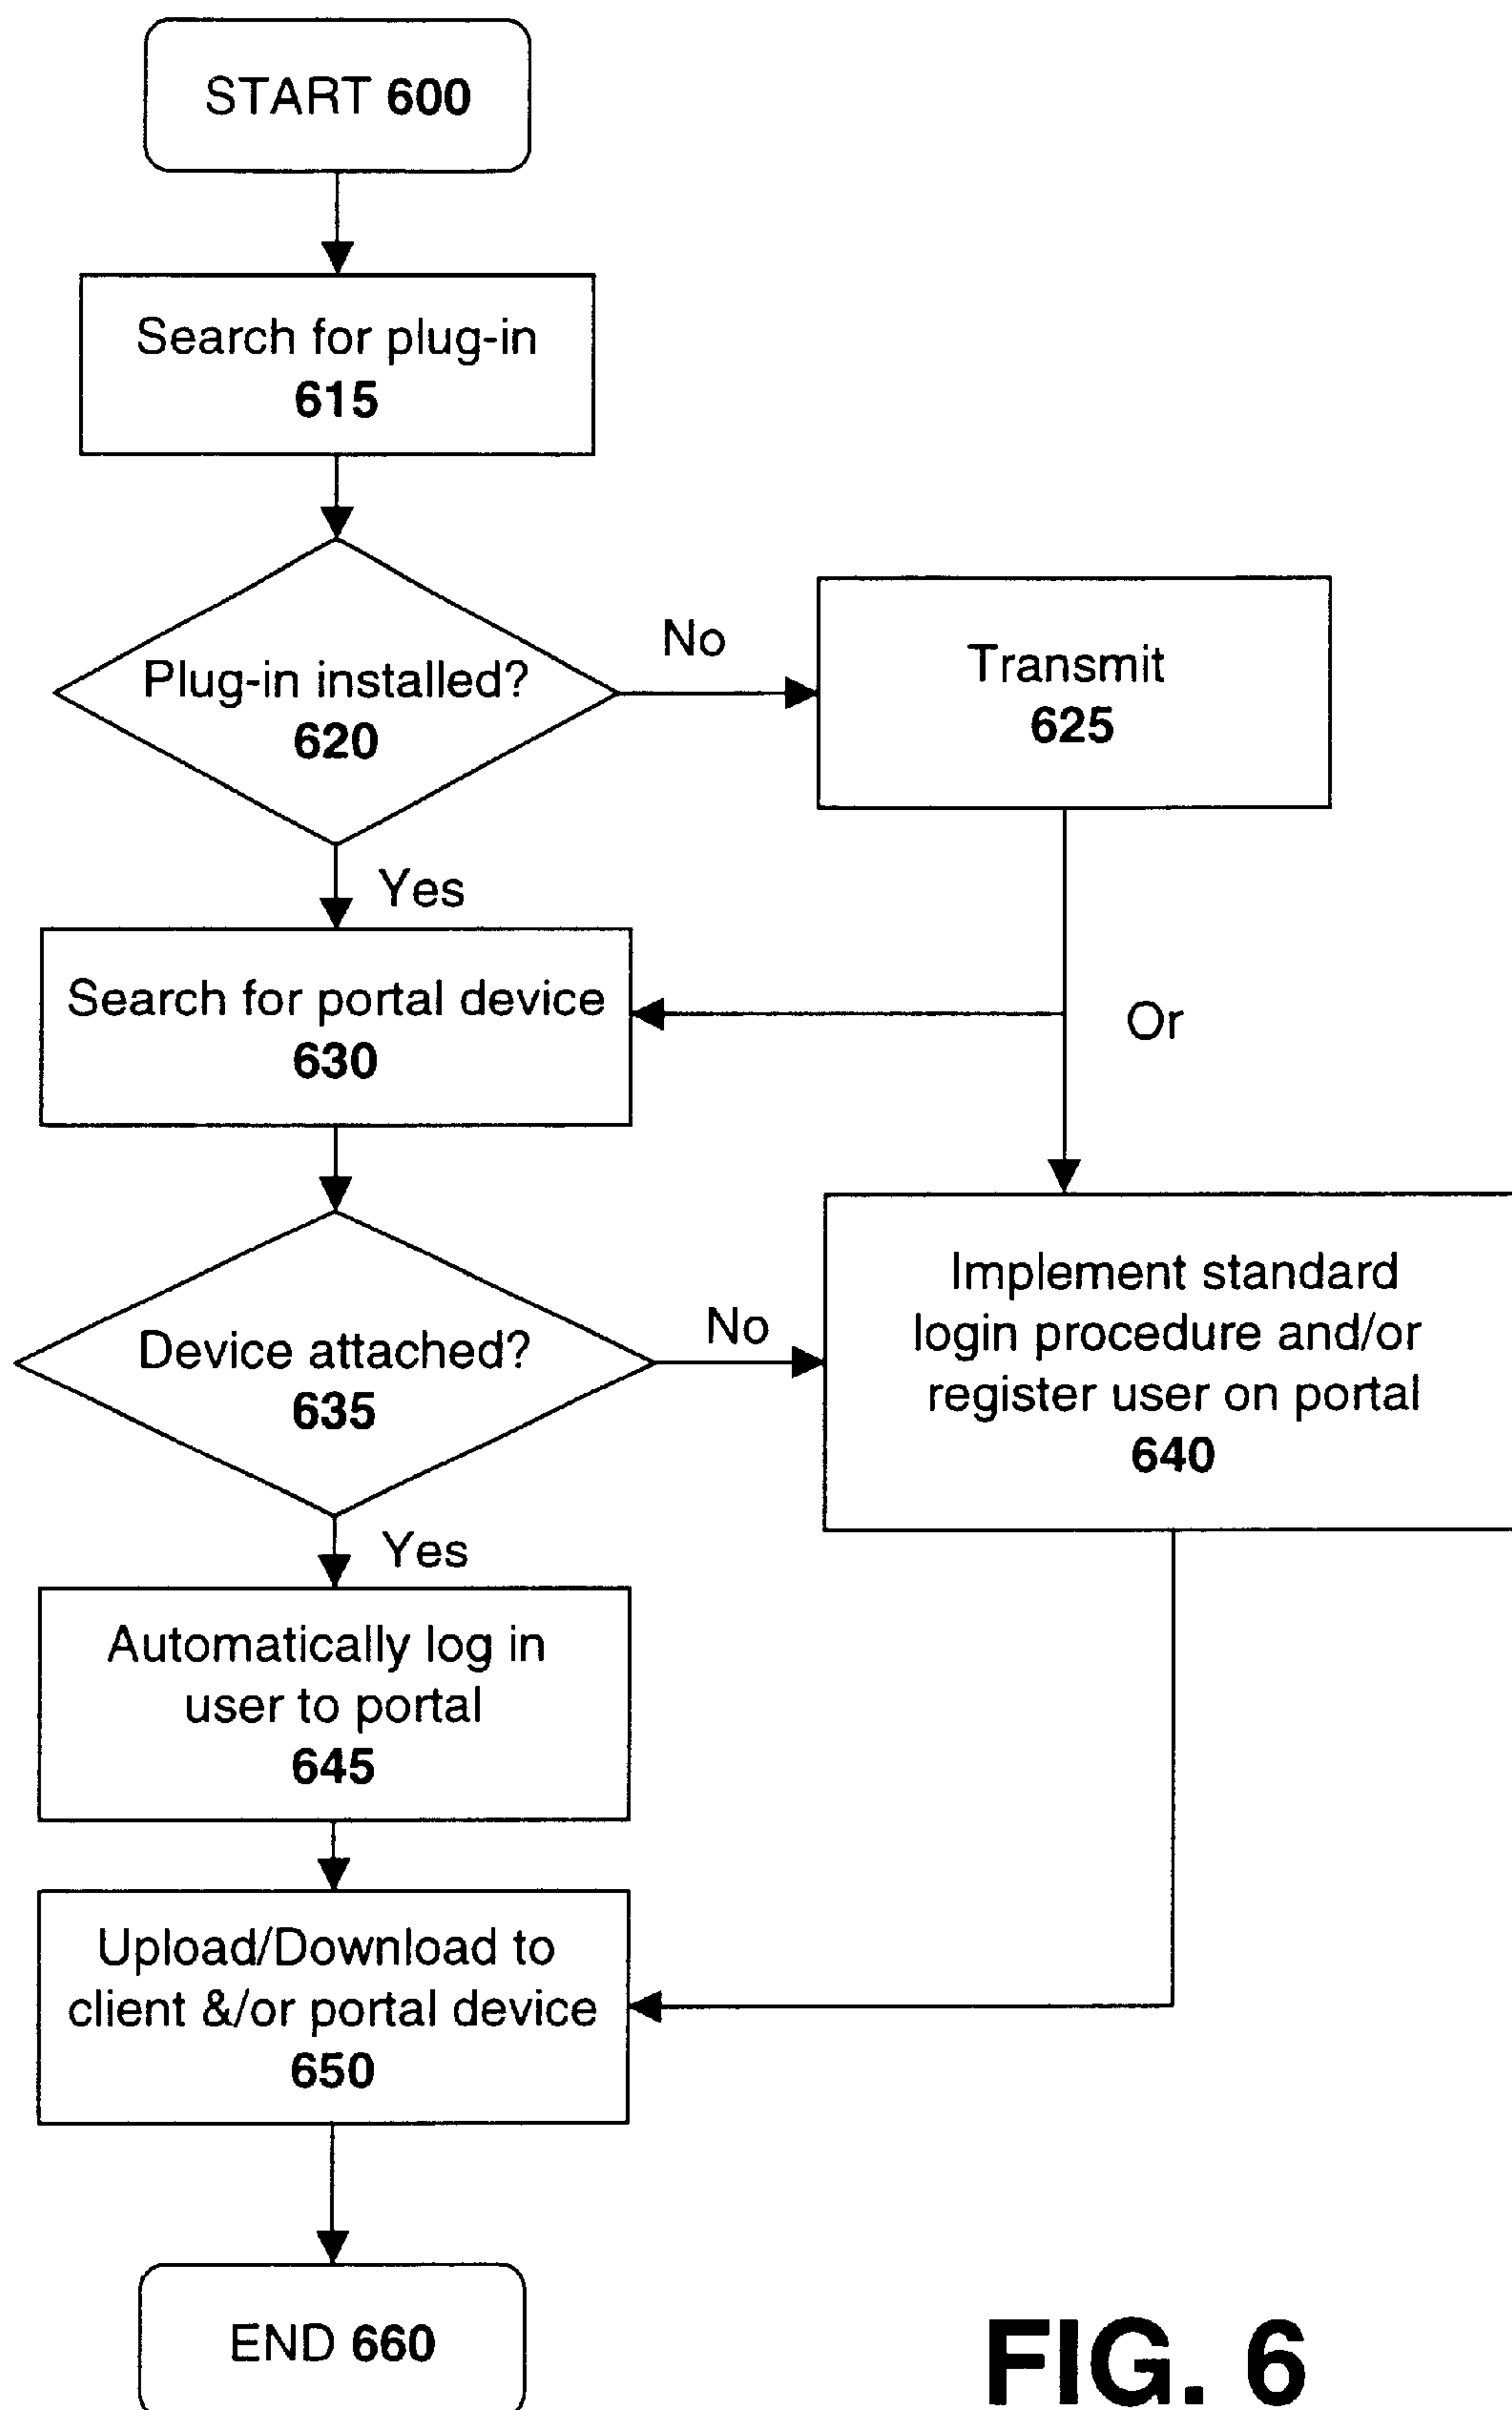 START 600
Search for plug-in
615
Plug-in installed?
620
No
Transmit
625
Yes
Search for portal device
630
Or
Device attached?
635
No
Implement standard
login procedure and/or
register user on portal
640
Yes
Automatically log in
user to portal
645
Upload/Download to
client &/or portal device
650
END 660
FIG. 6